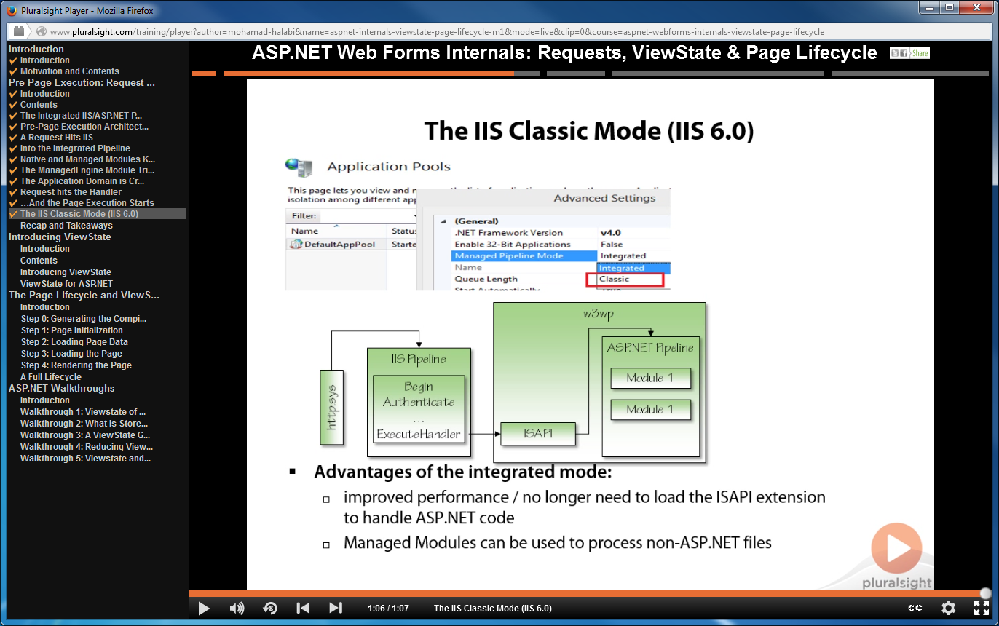 Pluralsight Player - Mozilla Firefox
www.pluralsight.com/training/player?author=mohamad-halabi&name=aspnet-internals-viewstate-page-lifecycle-m1&mode=live&clip=0&course=aspnet-webforms-internals-viewstate-page-lifecycle
Introduction
Introduction
Motivation and Contents
Pre-Page Execution: Request ...
Introduction
Contents
The Integrated IIS/ASP.NET P...
Pre-Page Execution Architect...
A Request Hits IIS
Into the Integrated Pipeline
Native and Managed Modules K...
The ManagedEngine Module Tri...
The Application Domain is Cr...
Request hits the Handler
...And the Page Execution Starts
The IIS Classic Mode (IIS 6.0)
Recap and Takeaways
Introducing ViewState
Introduction
Contents
Introducing ViewState
ViewState for ASP.NET
The Page Lifecycle and ViewS...
Introduction
Step 0: Generating the Compi...
Step 1: Page Initialization
Step 2: Loading Page Data
Step 3: Loading the Page
Step 4: Rendering the Page
A Full Lifecycle
ASP.NET Walkthroughs
Introduction
Walkthrough 1: Viewstate of ...
Walkthrough 2: What is Store...
Walkthrough 3: A ViewState G...
Walkthrough 4: Reducing View...
Walkthrough 5: Viewstate and...
ASP.NET Web Forms Internals: Requests, ViewState & Page Lifecycle
Share
The IIS Classic Mode (IIS 6.0)
Application Pools
This page lets you view and
isolation among different app
Filter:
Name Status
DefaultAppPool Starte
Advanced Settings
(General)
.NET Framework Version v4.0
Enable 32-Bit Applications False
Managed Pipeline Mode Integrated
Name Integrated
Queue Length Classic
Start Automatically True
http.sys
IIS Pipeline
Begin
Authenticate
...
ExecuteHandler
w3wp
ISAPI
ASP.NET Pipeline
Module 1
Module 1
Advantages of the integrated mode:
improved performance / no longer need to load the ISAPI extension
to handle ASP.NET code
Managed Modules can be used to process non-ASP.NET files
pluralsight
8
1:06 / 1:07 The IIS Classic Mode (IIS 6.0)
CC